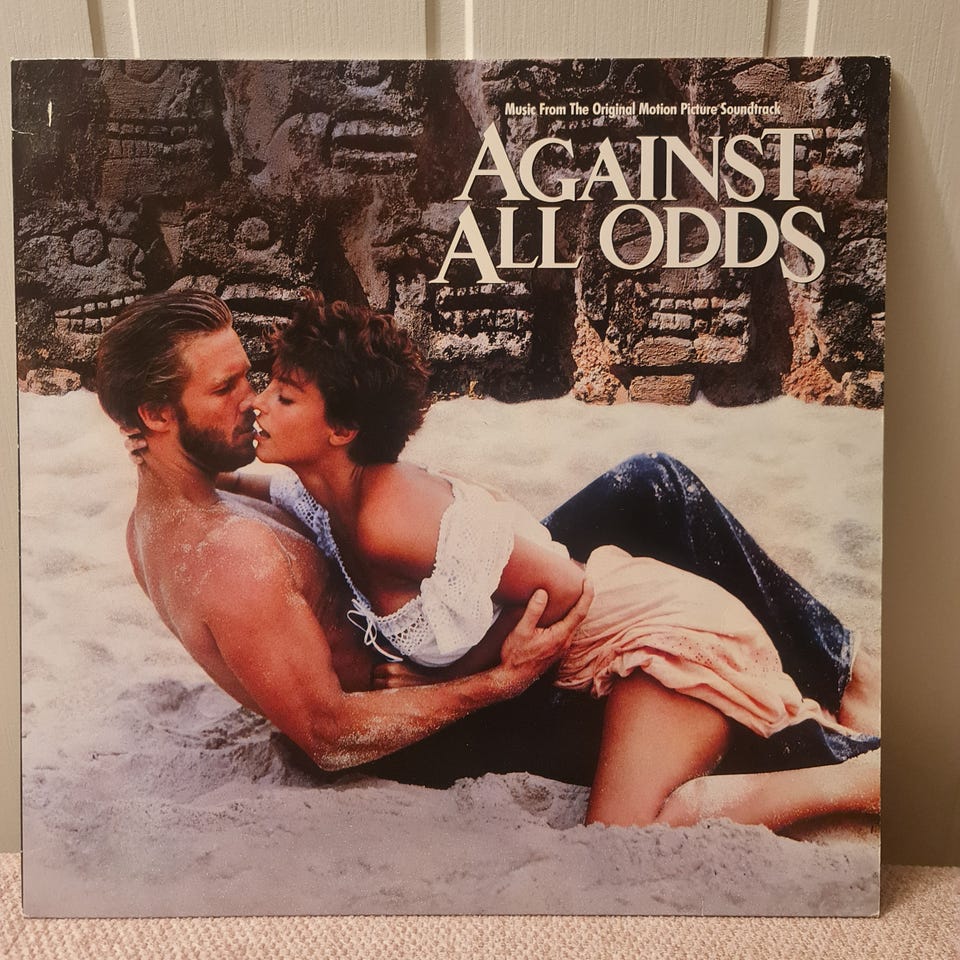 Music From The Original Motion Picture Soundtrack
AGAINST
ALL ODDS